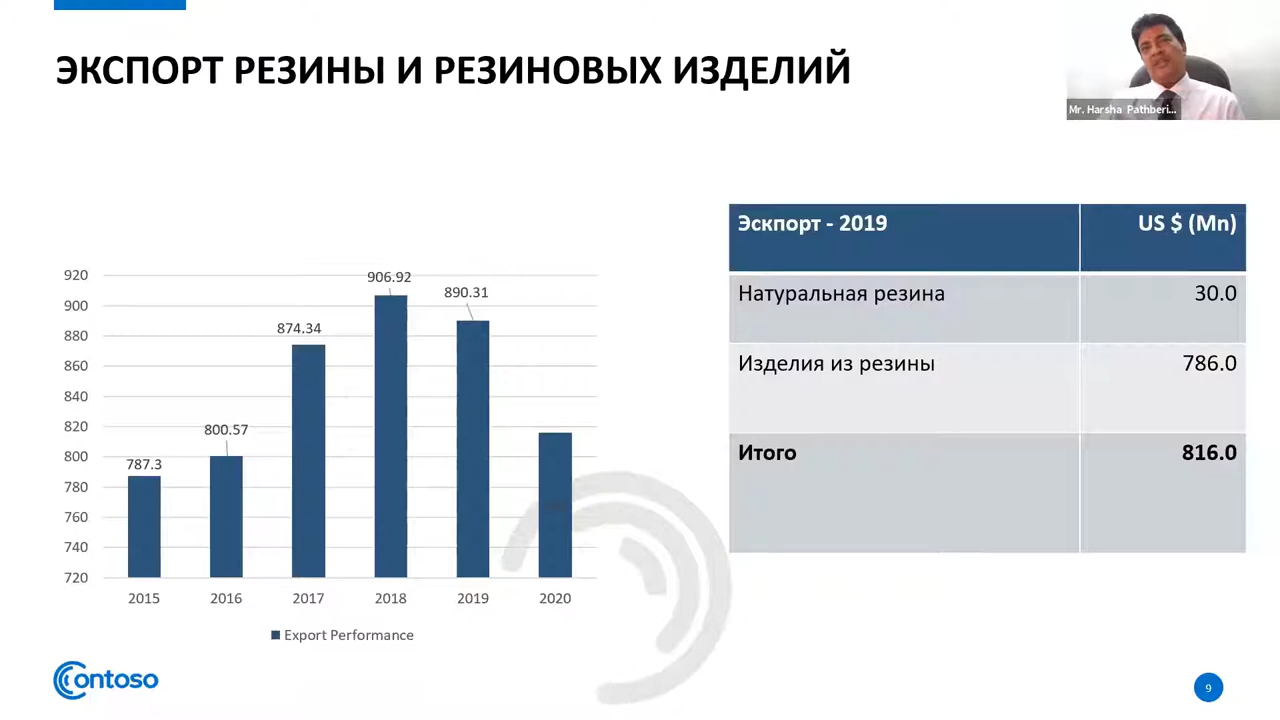 ЭКСПОРТ РЕЗИНЫ И РЕЗИНОВЫХ ИЗДЕЛИЙ
Mr. Harsha Pathberi...
920
900
880
860
840
820
800
780
760
740
720
787.3
800.57
874.34
906.92
890.31
2015 2016 2017 2018 2019 2020
Export Performance
Эскпорт - 2019 US $ (Mn)
Натуральная резина 30.0
Изделия из резины 786.0
Итого 816.0
Contoso
9